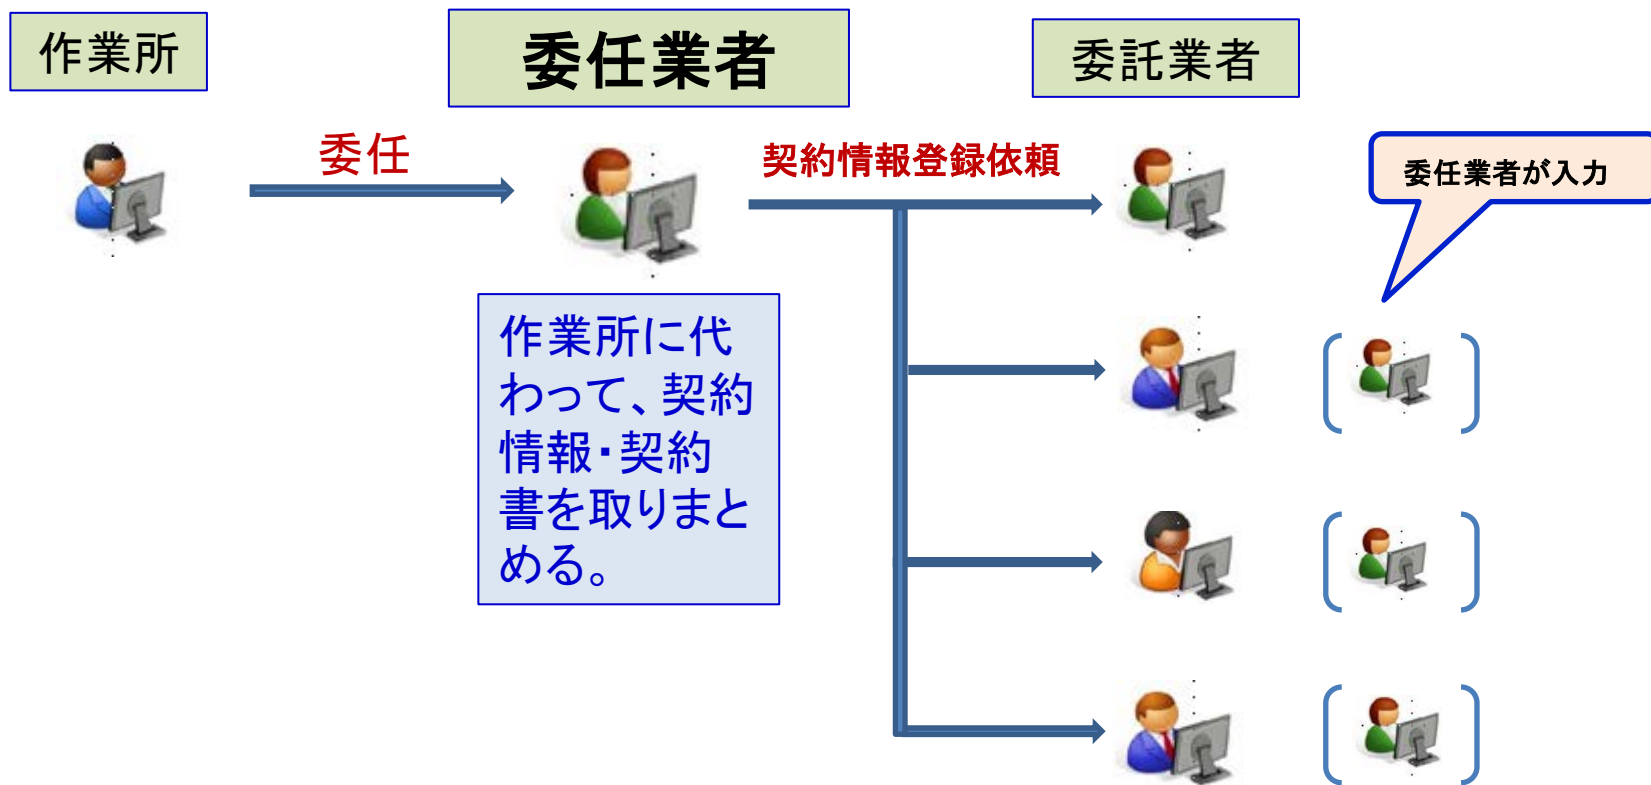 作業所
委任業者
委託業者
委任
契約情報登録依頼
委任業者が入力
作業所に代
わって、契約
情報・契約
書を取りまと
める。